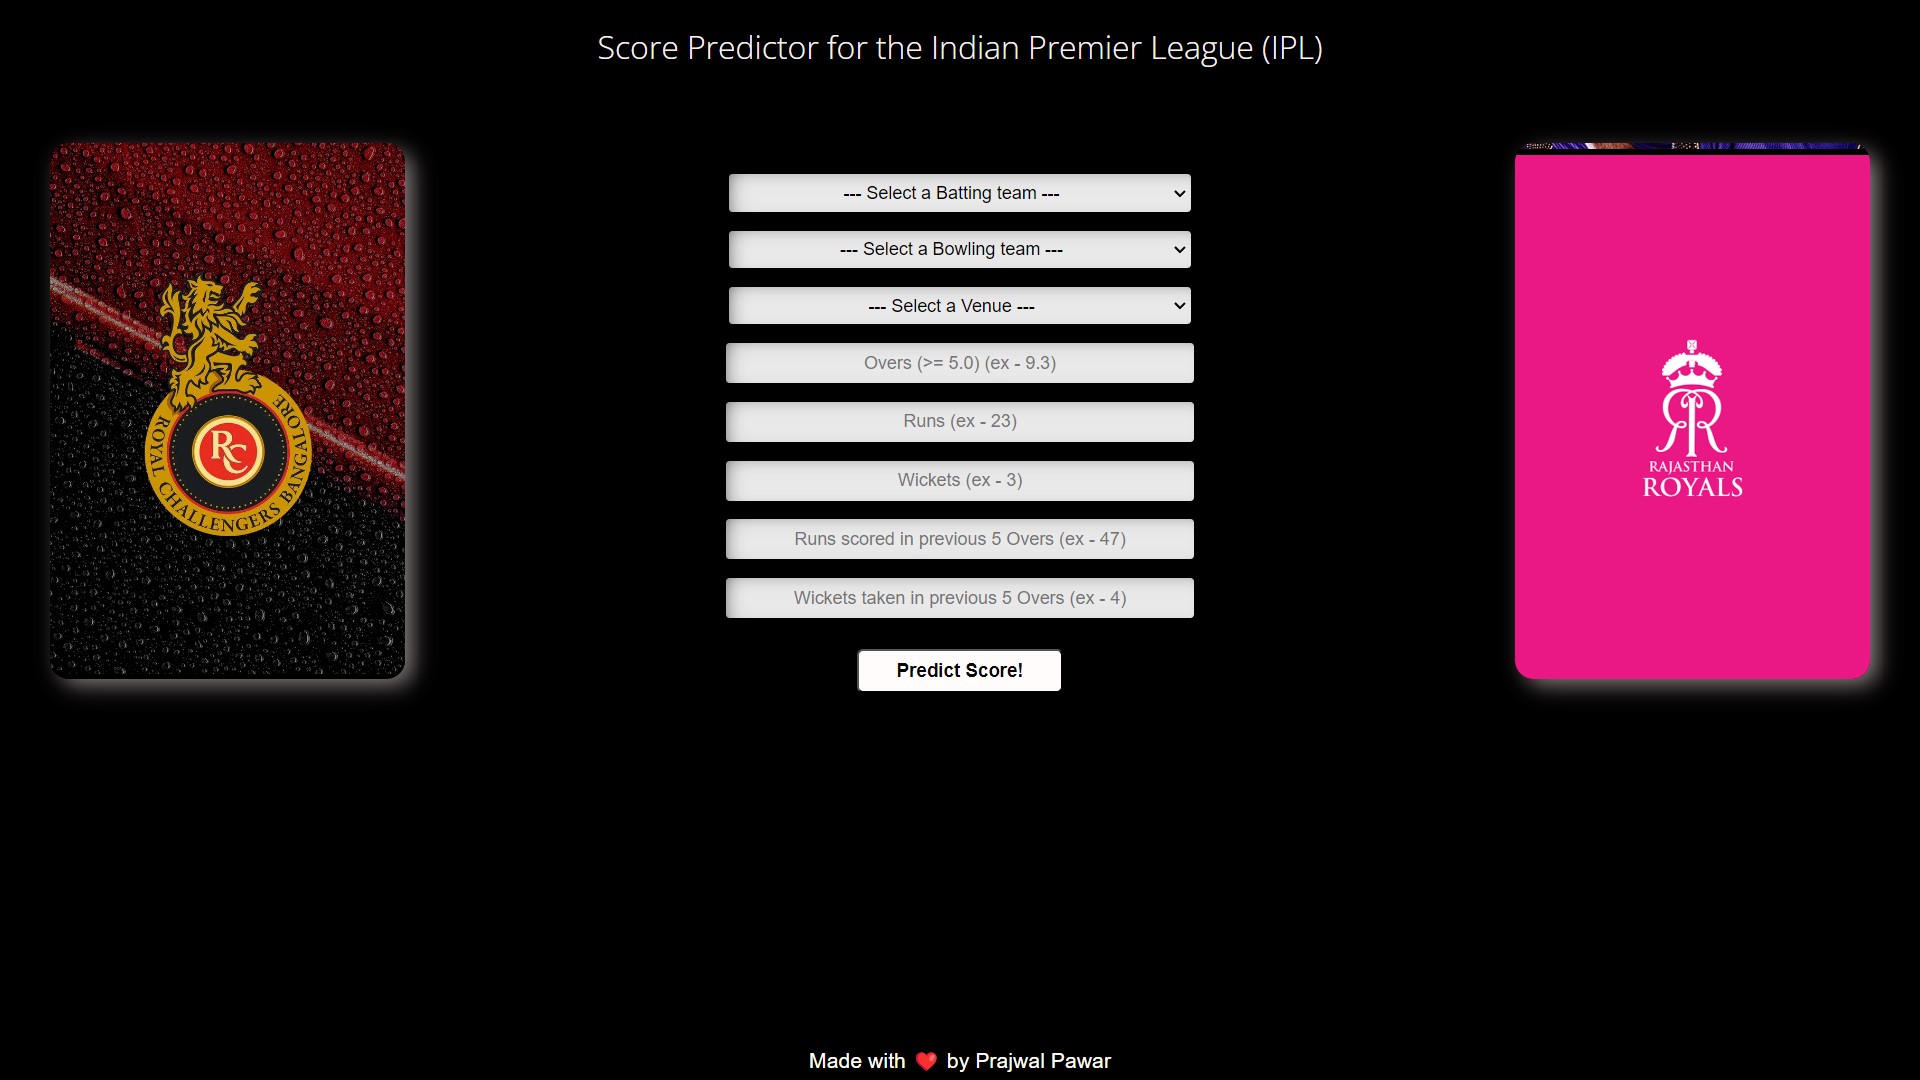 Score Predictor for the Indian Premier League (IPL)
--- Select a Batting team ---
--- Select a Bowling team ---
--- Select a Venue ---
Overs (>= 5.0) (ex - 9.3)
Runs (ex - 23)
Wickets (ex - 3)
Runs scored in previous 5 Overs (ex - 47)
Wickets taken in previous 5 Overs (ex - 4)
Predict Score!
RC
ROYAL CHALLENGERS BANGALORE
R
RAJASTHAN
ROYALS
Made with ❤️ by Prajwal Pawar